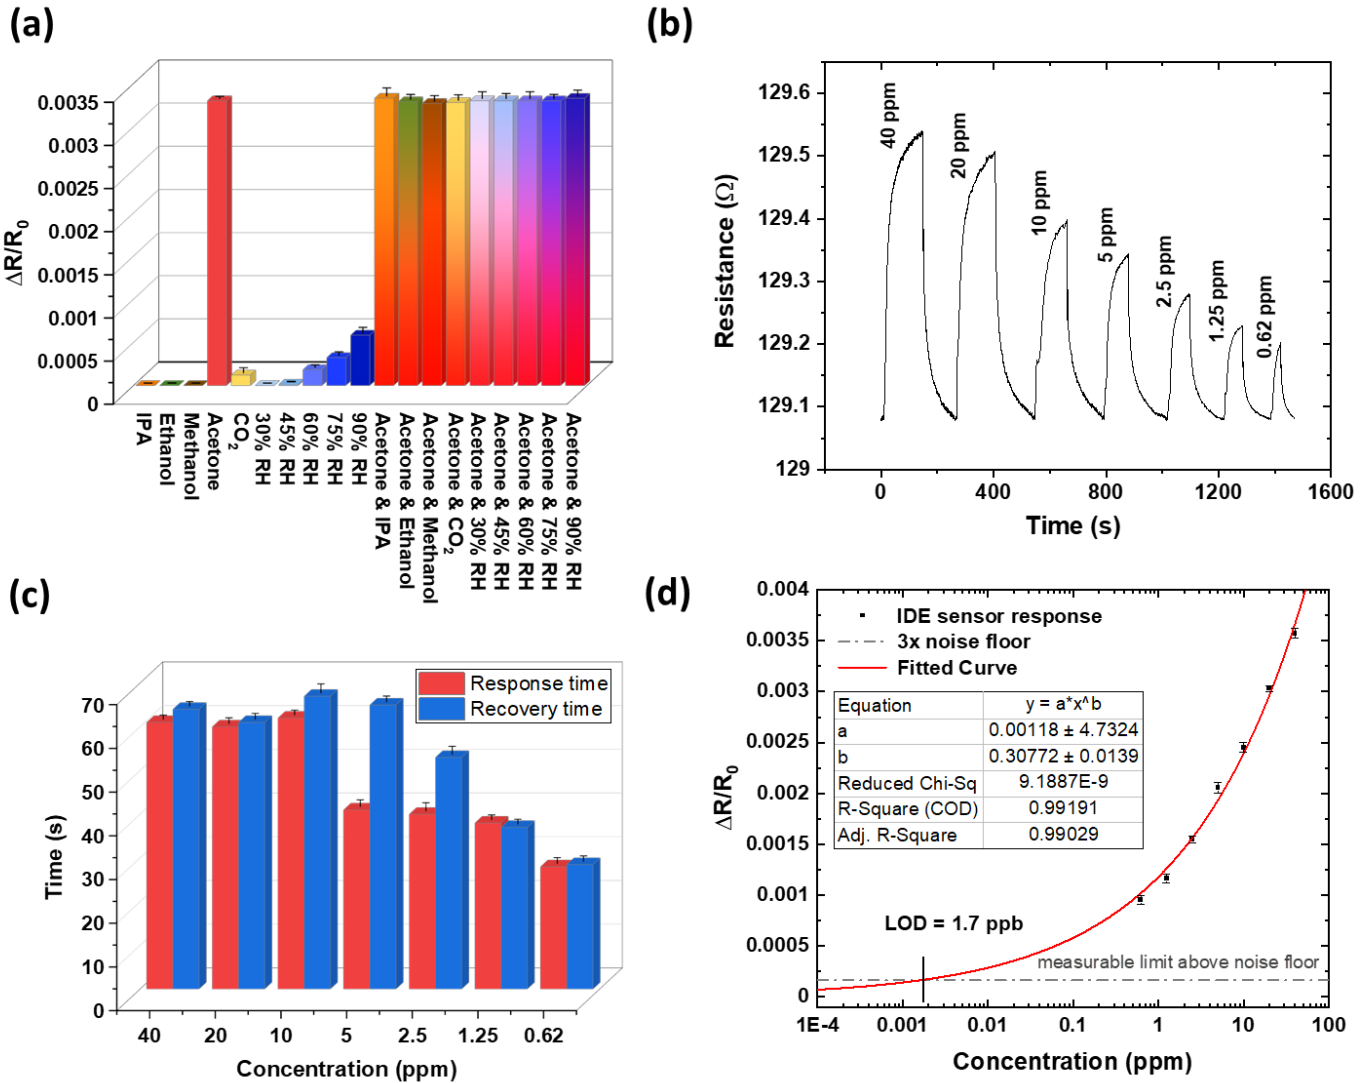 (a)
0.0035
0.003
0.0025
0.002
0.0015
0.001
0.0005
0
ΔR/R0
IPA
Ethanol
Methanol
Acetone
CO2
30% RH
45% RH
60% RH
75% RH
90% RH
Acetone & IPA
Acetone & Ethanol
Acetone & Methanol
Acetone & CO2
Acetone & 30% RH
Acetone & 45% RH
Acetone & 60% RH
Acetone & 75% RH
Acetone & 90% RH
(b)
129.6
129.5
129.4
129.3
129.2
129.1
129
Resistance (Ω)
40 ppm
20 ppm
10 ppm
5 ppm
2.5 ppm
1.25 ppm
0.62 ppm
0 400 800 1200 1600
Time (s)
(c)
Response time
Recovery time
70
60
50
40
30
20
10
0
Time (s)
40 20 10 5 2.5 1.25 0.62
Concentration (ppm)
(d)
0.004
0.0035
0.003
0.0025
0.002
0.0015
0.001
0.0005
0
ΔR/R0
IDE sensor response
3x noise floor
Fitted Curve
Equation y = a*x^b
a 0.00118 ± 4.7324
b 0.30772 ± 0.0139
Reduced Chi-Sq 9.1887E-9
R-Square (COD) 0.99191
Adj. R-Square 0.99029
LOD = 1.7 ppb
measurable limit above noise floor
1E-4 0.001 0.01 0.1 1 10 100
Concentration (ppm)